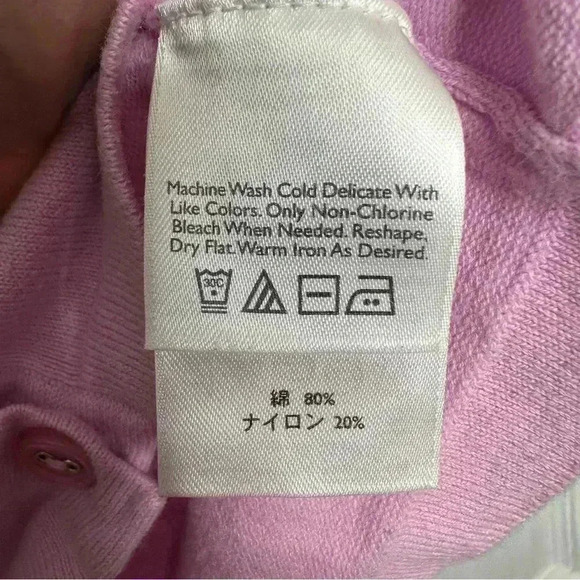 Machine Wash Cold Delicate With
Like Colors. Only Non-Chlorine
Bleach When Needed. Reshape,
Dry Flat. Warm Iron As Desired.
30C
綿 80%
ナイロン 20%